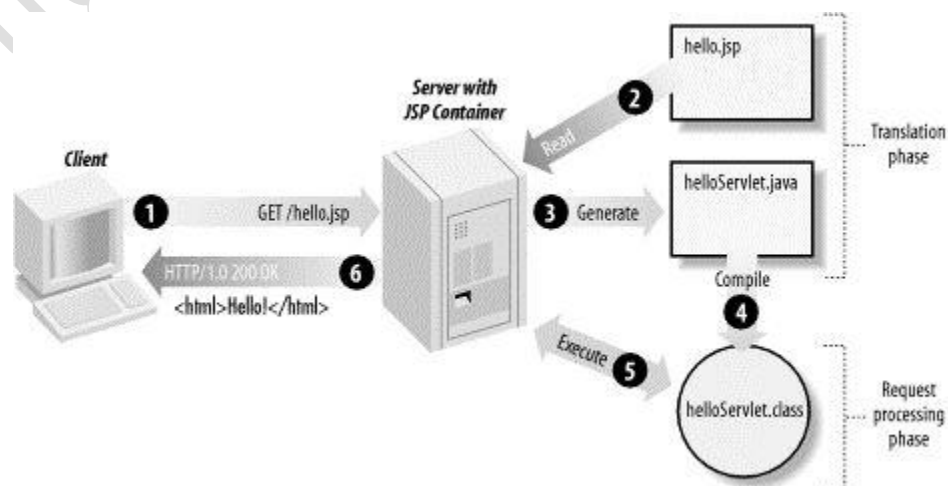 hello.jsp
Server with
JSP Container
2
Read
Translation
phase
Client
helloServlet.java
1
GET /hello.jsp
3
Generate
HTTP/1.0 200 OK
6
<html>Hello!</html>
Compile
4
Execute
5
helloServlet.class
Request
processing
phase